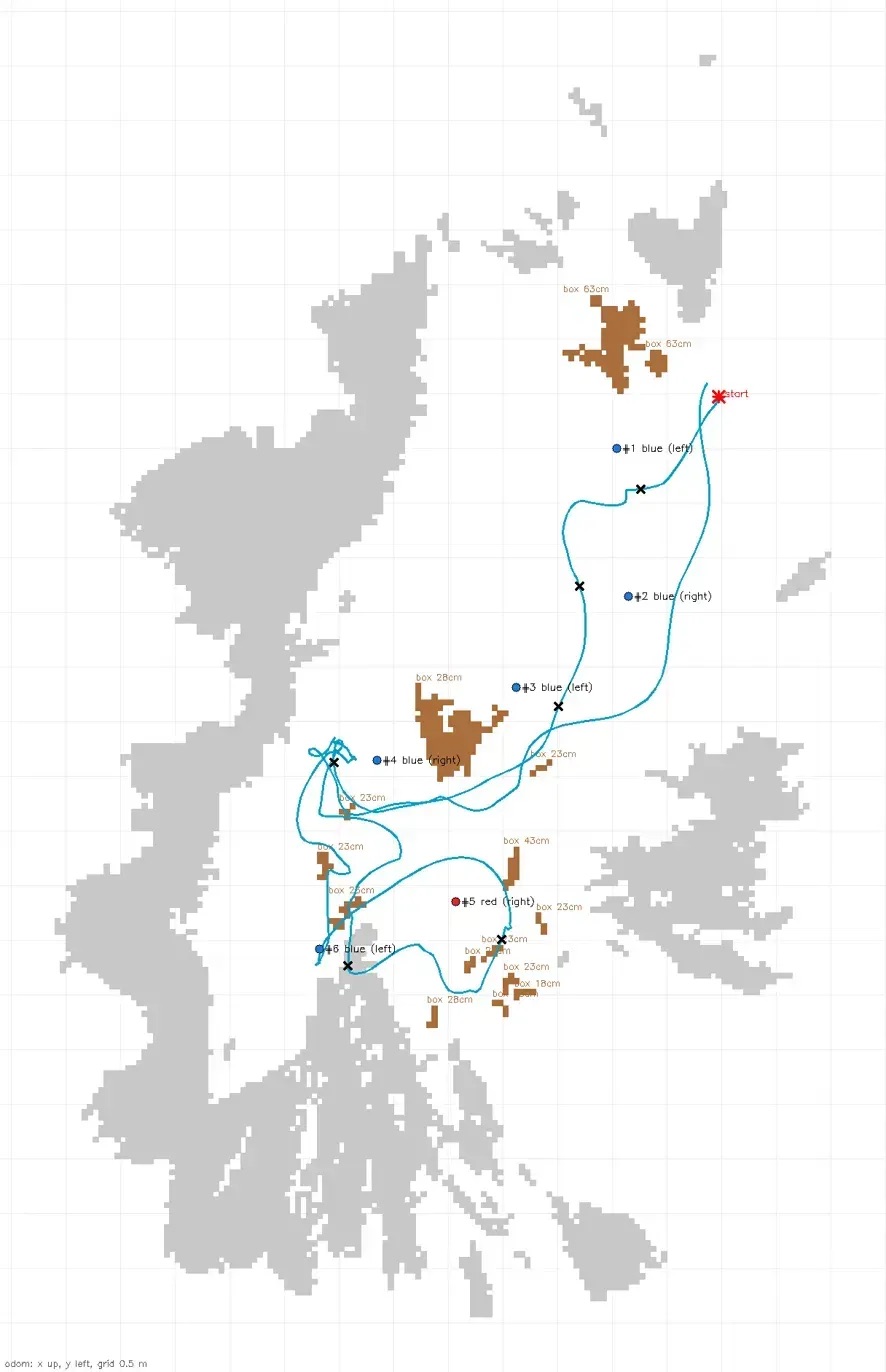 box 63cm
box 63cm
start
#1 blue (left)
#2 blue (right)
box 28cm
#3 blue (left)
#4 blue (right)
box 23cm
box 23cm
box 23cm
box 43cm
box 25cm
#5 red (right)
box 23cm
#6 blue (left)
box 23cm
box 18cm
box 28cm
odom: x up, y left, grid 0.5 m